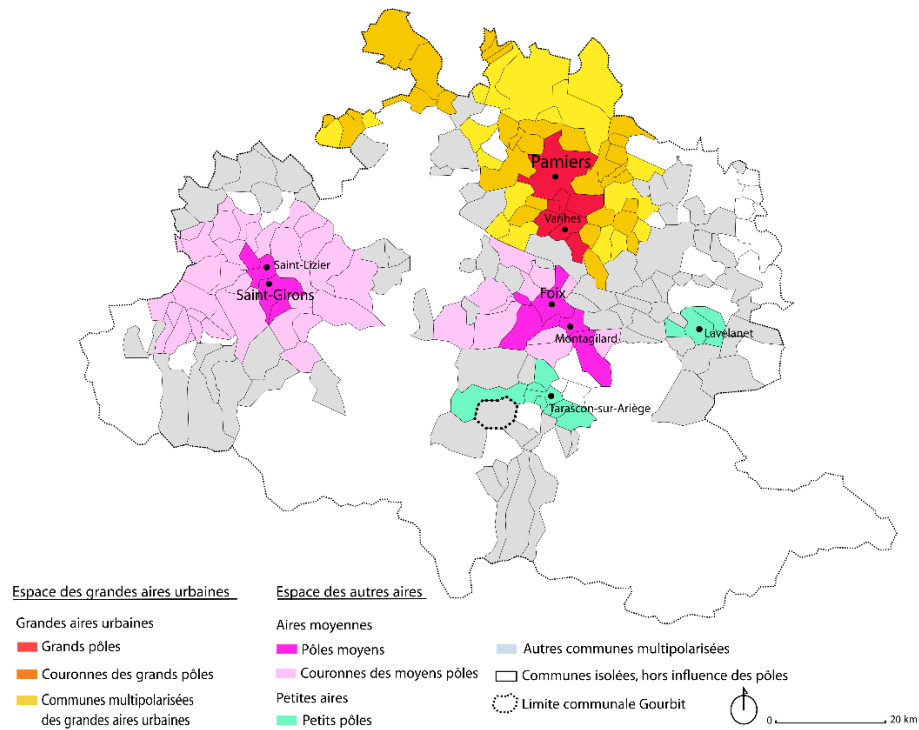 Pamiers
Varihes
Saint-Lizier
Saint-Girons
Foix
Montagilard
Lavelanet
Tarascon-sur-Ariège
Espace des grandes aires urbaines
Grandes aires urbaines
Grands pôles
Couronnes des grands pôles
Communes multipolarisées
des grandes aires urbaines
Espace des autres aires
Aires moyennes
Pôles moyens
Couronnes des moyens pôles
Petites aires
Petits pôles
Autres communes multipolarisées
Communes isolées, hors influence des pôles
Limite communale Gourbit
0 20 km